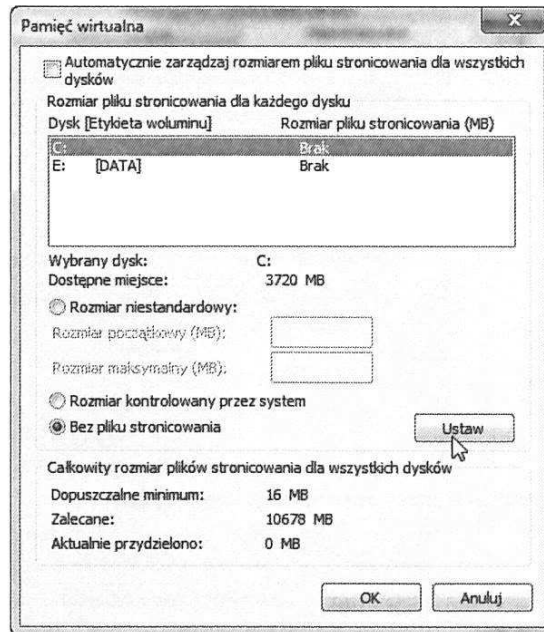 Pamięć wirtualna
Automatycznie zarządzaj rozmiarem pliku stronicowania dla wszystkich
dysków
Rozmiar pliku stronicowania dla każdego dysku
Dysk [Etykieta woluminu] Rozmiar pliku stronicowania (MB)
C: Brak
E: [DATA] Brak
Wybrany dysk: C:
Dostępne miejsce: 3720 MB
Rozmiar niestandardowy:
Rozmiar początkowy (MB):
Rozmiar maksymalny (MB):
Rozmiar kontrolowany przez system
Bez pliku stronicowania Ustaw
Całkowity rozmiar plików stronicowania dla wszystkich dysków
Dopuszczalne minimum: 16 MB
Zalecane: 10678 MB
Aktualnie przydzielono: 0 MB
OK Anuluj